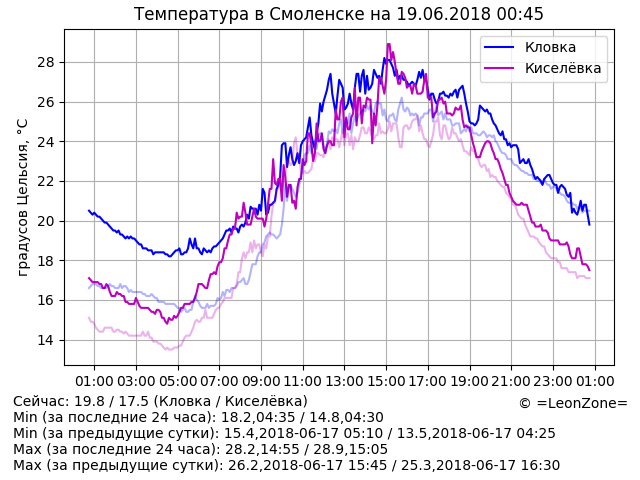 Температура в Смоленске на 19.06.2018 00:45
Кловка
Киселёвка
градусов Цельсия, °C
28
26
24
22
20
18
16
14
01:00 03:00 05:00 07:00 09:00 11:00 13:00 15:00 17:00 19:00 21:00 23:00 01:00
Сейчас: 19.8 / 17.5 (Кловка / Киселёвка)
© =LeonZone=
Min (за последние 24 часа): 18.2,04:35 / 14.8,04:30
Min (за предыдущие сутки): 15.4,2018-06-17 05:10 / 13.5,2018-06-17 04:25
Max (за последние 24 часа): 28.2,14:55 / 28.9,15:05
Max (за предыдущие сутки): 26.2,2018-06-17 15:45 / 25.3,2018-06-17 16:30